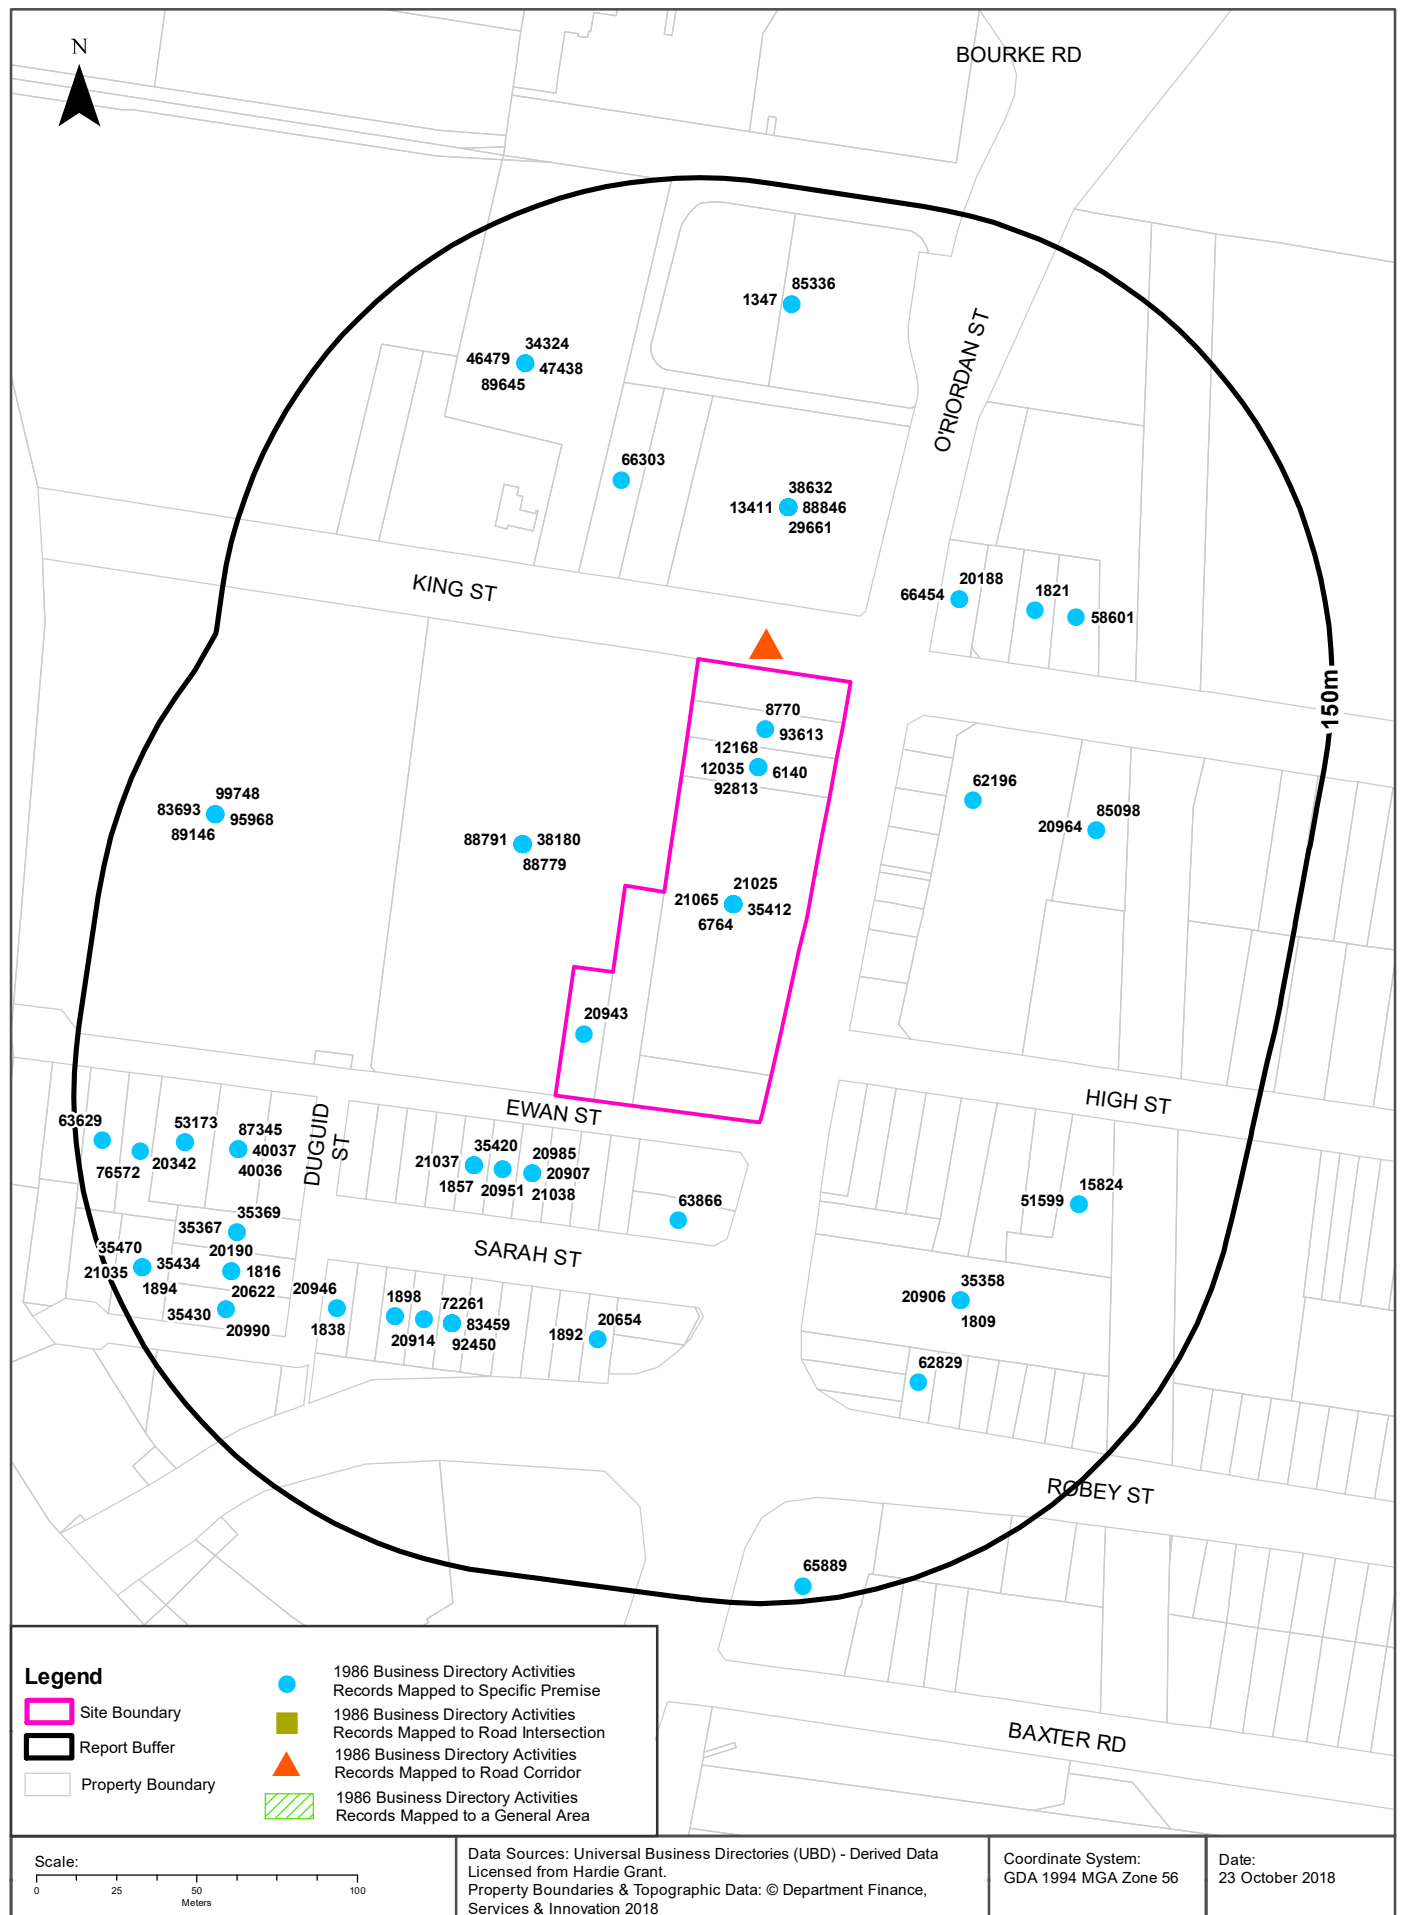 N
BOURKE RD
85336
1347
O'RIORDAN ST
34324
46479
47438
89645
66303
38632
13411 88846
29661
KING ST
20188
66454
1821
58601
150m
8770
93613
12168
12035 6140
92813
62196
85098
20964
99748
83693
95968
89146
88791 38180
88779
21025
21065
35412
6764
20943
EWAN ST
HIGH ST
DUGUID
ST
63629
53173
87345
40037
76572
20342
40036
35420
20985
21037
20907
1857
20951
21038
63866
15824
51599
SARAH ST
35369
35367
35470
20190
35434
21035
1816
1894
20622
35430
20990
20946
1838
1898
72261
83459
20914
92450
20654
1892
35358
20906
1809
62829
ROBEY ST
65889
BAXTER RD
Legend
Site Boundary
Report Buffer
Property Boundary
1986 Business Directory Activities
Records Mapped to Specific Premise
1986 Business Directory Activities
Records Mapped to Road Intersection
1986 Business Directory Activities
Records Mapped to Road Corridor
1986 Business Directory Activities
Records Mapped to a General Area
Scale:
0 25 50 100
Meters
Data Sources: Universal Business Directories (UBD) - Derived Data
Licensed from Hardie Grant.
Property Boundaries & Topographic Data: © Department Finance,
Services & Innovation 2018
Coordinate System:
GDA 1994 MGA Zone 56
Date:
23 October 2018